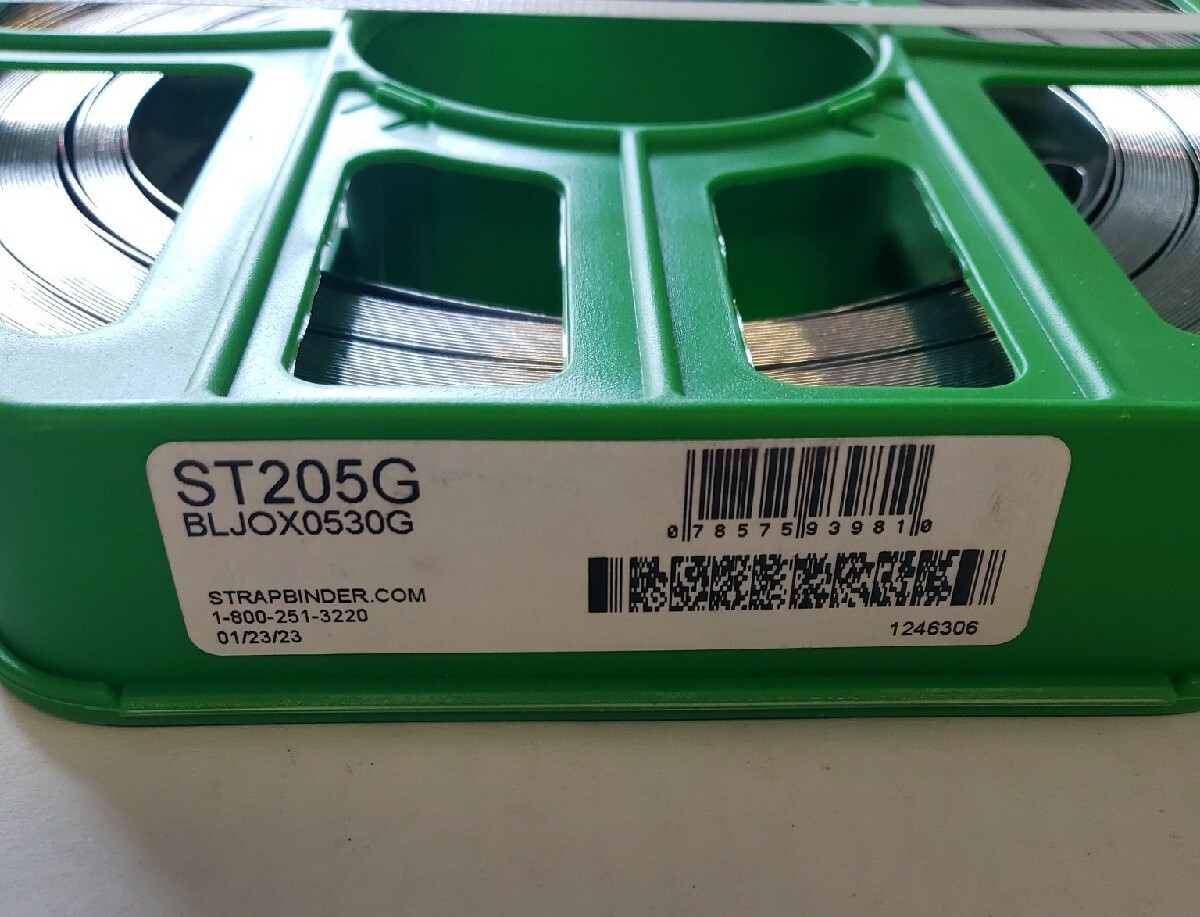 ST205G
BLJOX0530G
0 78575 93981 0
STRAPBINDER.COM
1-800-251-3220
01/23/23
1246306